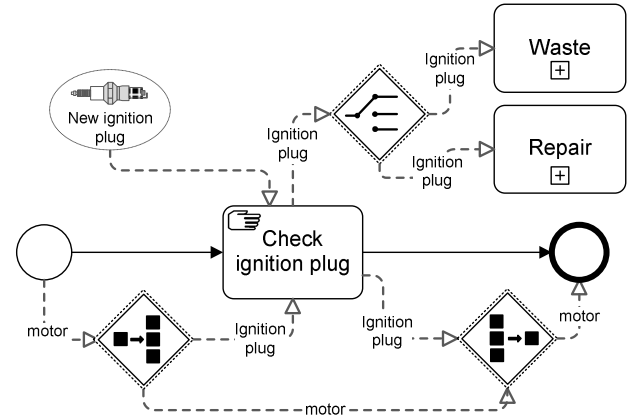 Waste
Ignition
plug
New ignition
plug
Ignition
plug
Ignition
plug
Repair
Check
ignition plug
motor
Ignition
plug
Ignition
plug
motor
motor